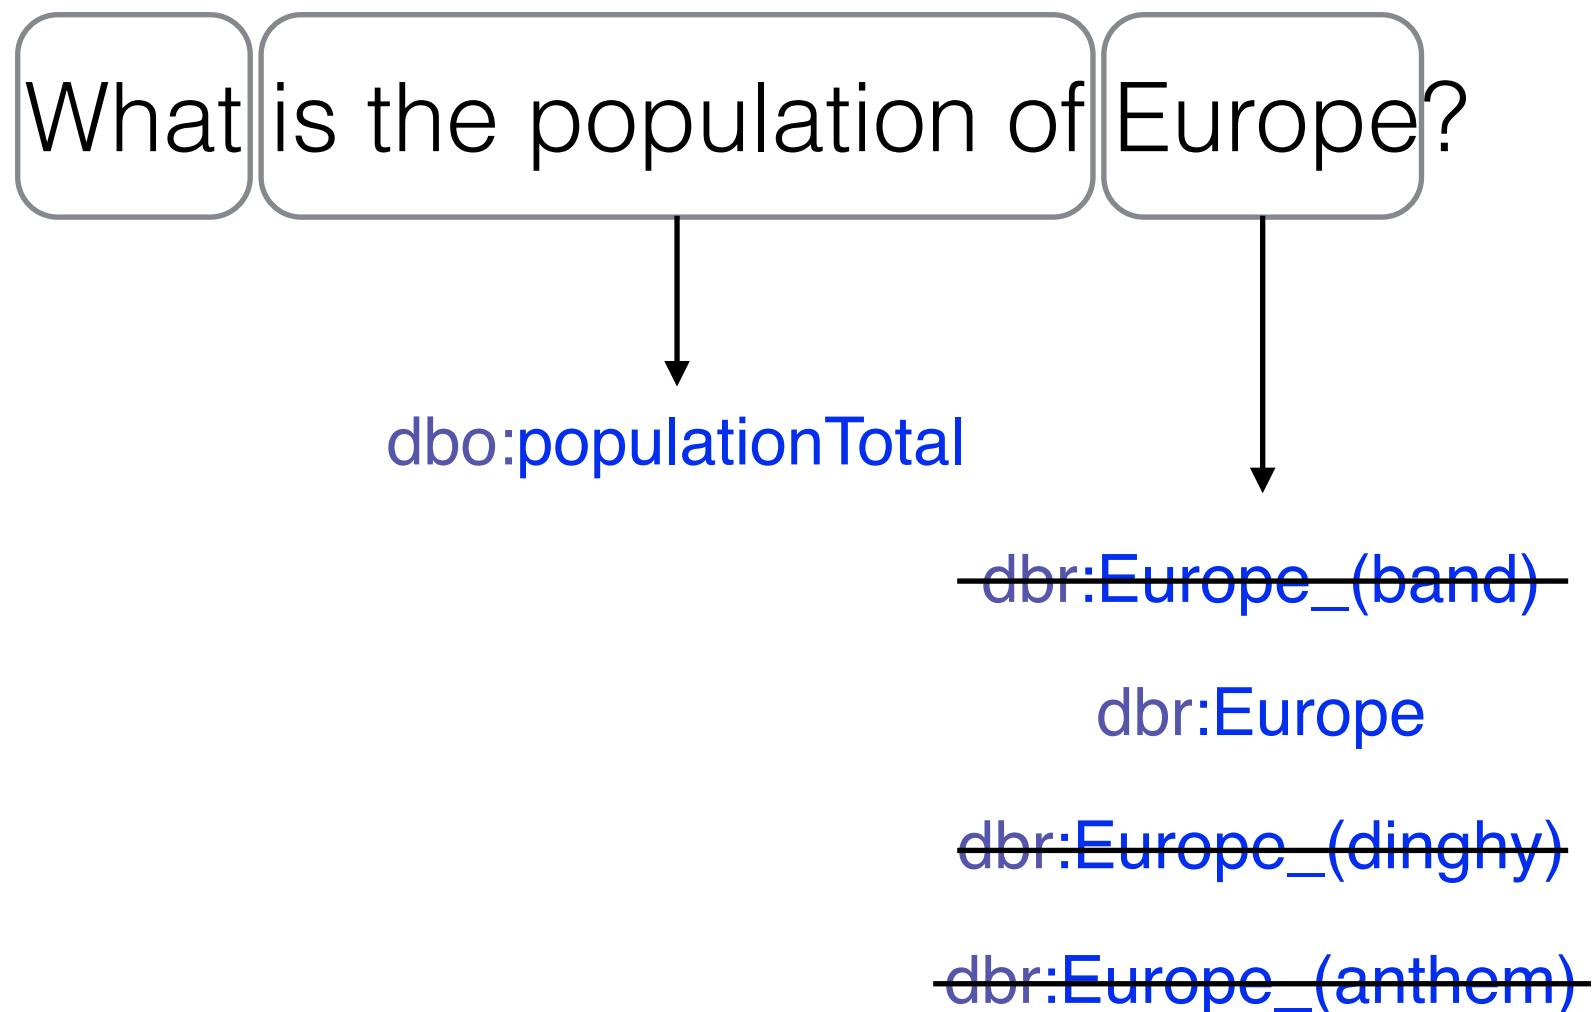 What is the population of Europe?
dbo:populationTotal
dbr:Europe_(band)
dbr:Europe
dbr:Europe_(dinghy)
dbr:Europe_(anthem)